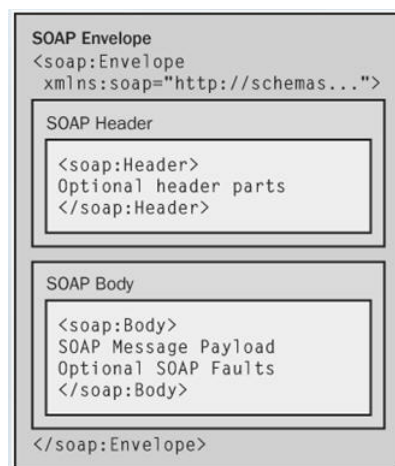 SOAP Envelope
<soap:Envelope
xmlns:soap="http://schemas...">
SOAP Header
<soap:Header>
Optional header parts
</soap:Header>
SOAP Body
<soap:Body>
SOAP Message Payload
Optional SOAP Faults
</soap:Body>
</soap:Envelope>